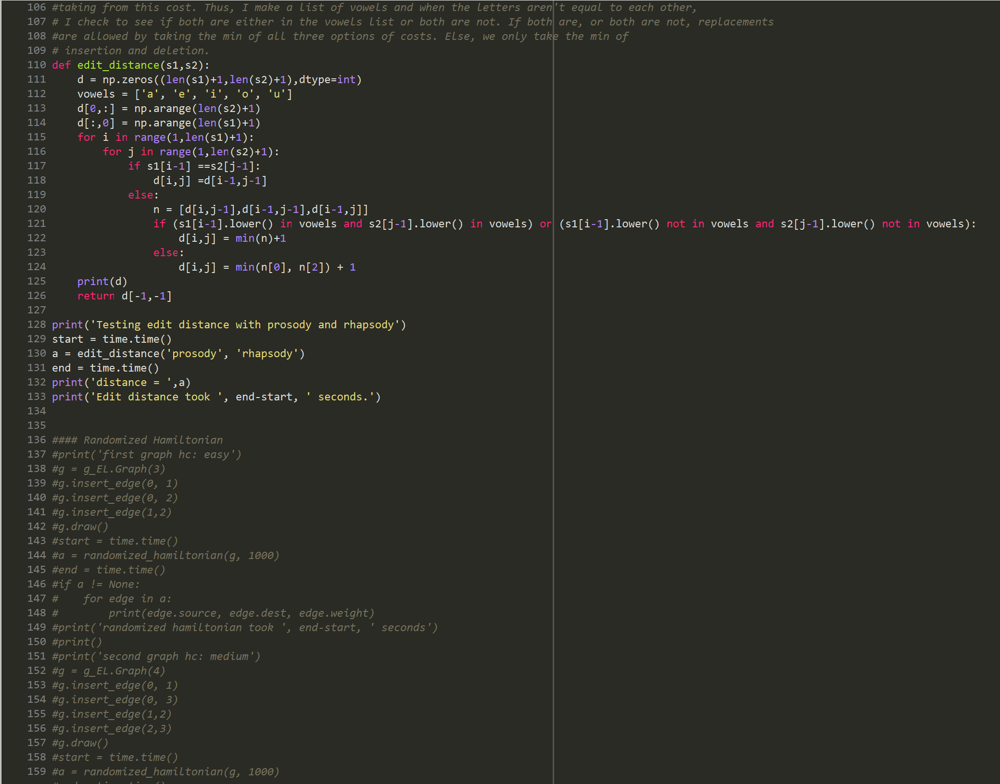 106 #taking from this cost. Thus, I make a list of vowels and when the letters aren't equal to each other,
107 # I check to see if both are either in the vowels list or both are not. If both are, or both are not, replacements
108 #are allowed by taking the min of all three options of costs. Else, we only take the min of
109 # insertion and deletion.
110 def edit_distance(s1,s2):
111     d = np.zeros((len(s1)+1,len(s2)+1),dtype=int)
112     vowels = ['a', 'e', 'i', 'o', 'u']
113     d[0,:] = np.arange(len(s2)+1)
114     d[:,0] = np.arange(len(s1)+1)
115     for i in range(1,len(s1)+1):
116         for j in range(1,len(s2)+1):
117             if s1[i-1] ==s2[j-1]:
118                 d[i,j] =d[i-1,j-1]
119             else:
120                 n = [d[i,j-1],d[i-1,j-1],d[i-1,j]]
121                 if (s1[i-1].lower() in vowels and s2[j-1].lower() in vowels) or (s1[i-1].lower() not in vowels and s2[j-1].lower() not in vowels):
122                     d[i,j] = min(n)+1
123                 else:
124                     d[i,j] = min(n[0], n[2]) + 1
125     print(d)
126     return d[-1,-1]
127
128 print('Testing edit distance with prosody and rhapsody')
129 start = time.time()
130 a = edit_distance('prosody', 'rhapsody')
131 end = time.time()
132 print('distance = ',a)
133 print('Edit distance took ', end-start, ' seconds.')
134
135
136 #### Randomized Hamiltonian
137 #print('first graph hc: easy')
138 #g = g_EL.Graph(3)
139 #g.insert_edge(0, 1)
140 #g.insert_edge(0, 2)
141 #g.insert_edge(1,2)
142 #g.draw()
143 #start = time.time()
144 #a = randomized_hamiltonian(g, 1000)
145 #end = time.time()
146 #if a != None:
147 #    for edge in a:
148 #        print(edge.source, edge.dest, edge.weight)
149 #print('randomized hamiltonian took ', end-start, ' seconds')
150 #print()
151 #print('second graph hc: medium')
152 #g = g_EL.Graph(4)
153 #g.insert_edge(0, 1)
154 #g.insert_edge(0, 3)
155 #g.insert_edge(1,2)
156 #g.insert_edge(2,3)
157 #g.draw()
158 #start = time.time()
159 #a = randomized_hamiltonian(g, 1000)